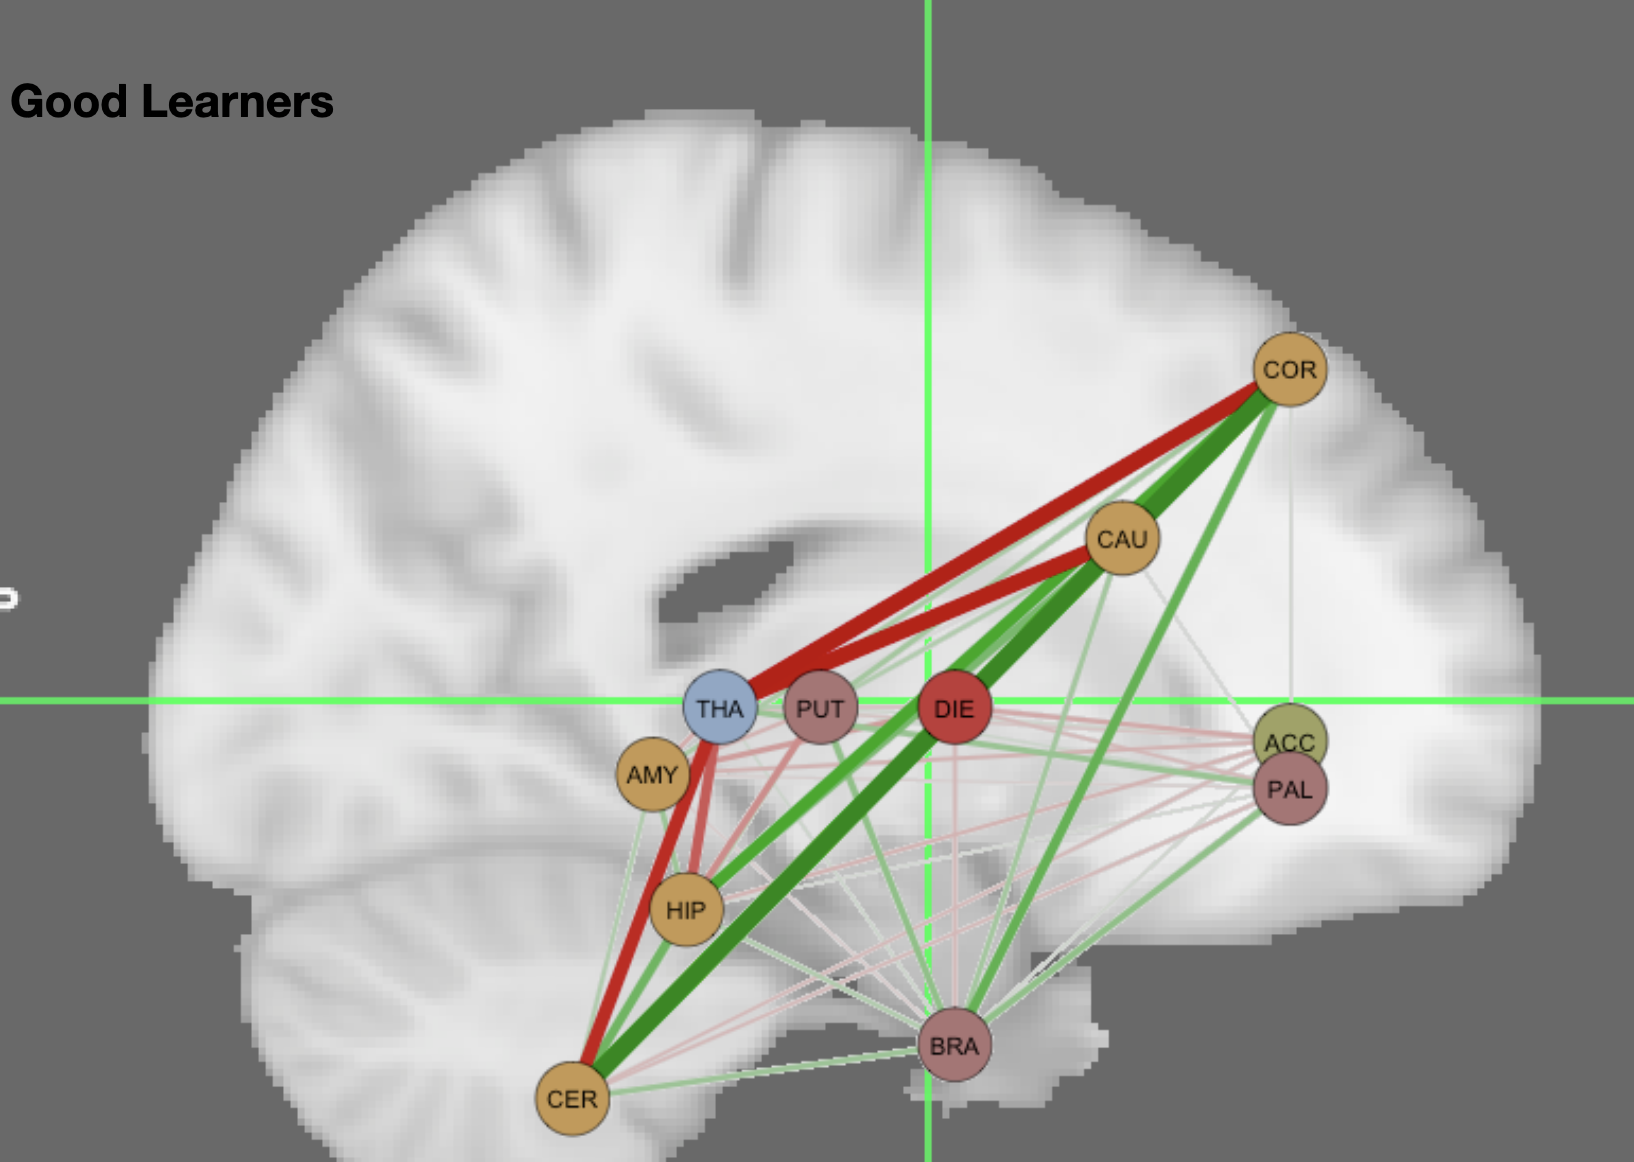 Good Learners
COR
CAU
THA
PUT
DIE
ACC
AMY
PAL
HIP
BRA
CER